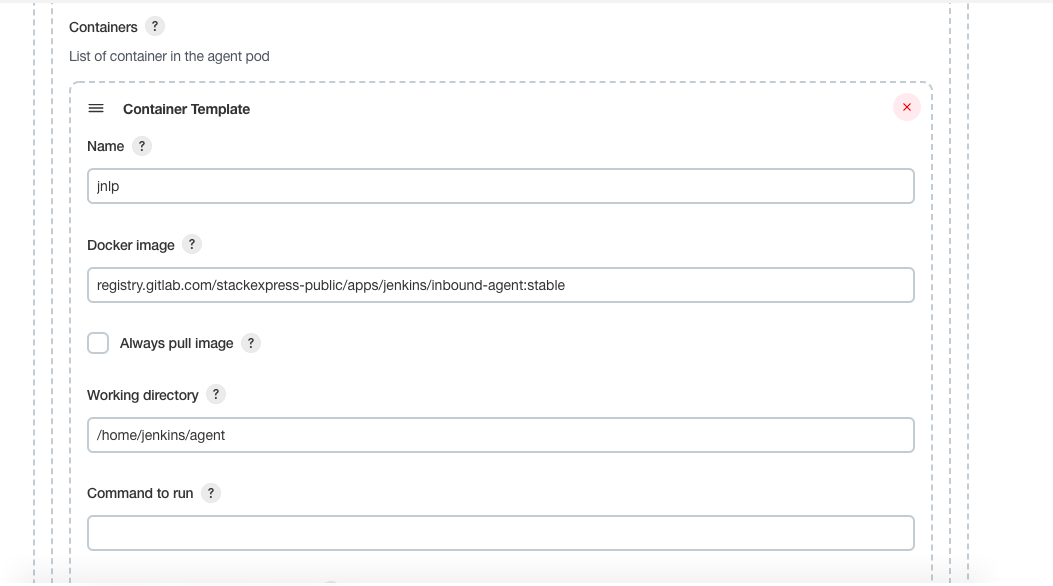 Containers ?
List of container in the agent pod
Container Template
Name ?
jnlp
Docker image ?
registry.gitlab.com/stackexpress-public/apps/jenkins/inbound-agent:stable
Always pull image ?
Working directory ?
/home/jenkins/agent
Command to run ?